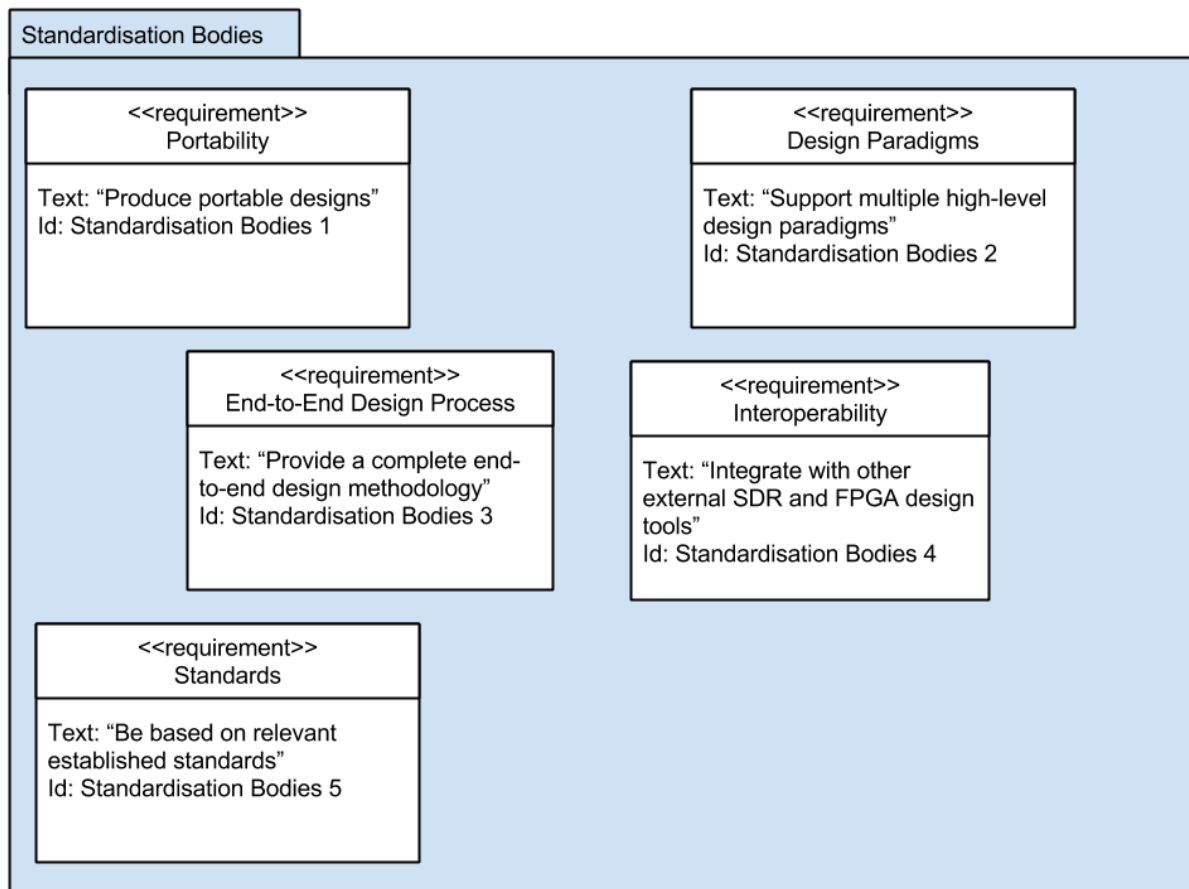 Standardisation Bodies
<<requirement>>
Portability
Text: “Produce portable designs”
Id: Standardisation Bodies 1
<<requirement>>
Design Paradigms
Text: “Support multiple high-level
design paradigms”
Id: Standardisation Bodies 2
<<requirement>>
End-to-End Design Process
Text: “Provide a complete end-
to-end design methodology”
Id: Standardisation Bodies 3
<<requirement>>
Interoperability
Text: “Integrate with other
external SDR and FPGA design
tools”
Id: Standardisation Bodies 4
<<requirement>>
Standards
Text: “Be based on relevant
established standards”
Id: Standardisation Bodies 5